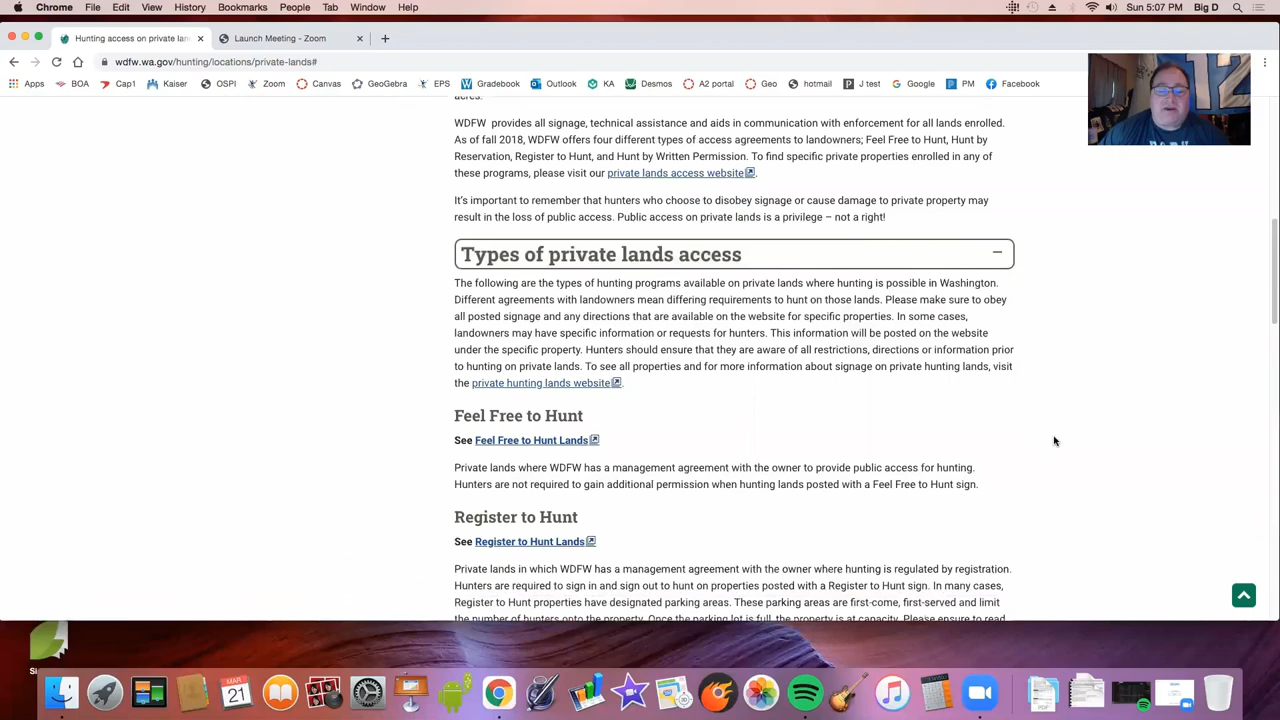 Chrome File Edit View History Bookmarks People Tab Window Help Sun 5:07 PM Big D
Hunting access on private lan Launch Meeting - Zoom
wdfw.wa.gov/hunting/locations/private-lands#
Apps BOA Cap1 Kaiser OSPI Zoom Canvas GeoGebra EPS Gradebook Outlook KA Desmos A2 portal Geo hotmail J test Google PM Facebook
acres.
WDFW provides all signage, technical assistance and aids in communication with enforcement for all lands enrolled.
As of fall 2018, WDFW offers four different types of access agreements to landowners; Feel Free to Hunt, Hunt by
Reservation, Register to Hunt, and Hunt by Written Permission. To find specific private properties enrolled in any of
these programs, please visit our private lands access website.
It's important to remember that hunters who choose to disobey signage or cause damage to private property may
result in the loss of public access. Public access on private lands is a privilege – not a right!
Types of private lands access
The following are the types of hunting programs available on private lands where hunting is possible in Washington.
Different agreements with landowners mean differing requirements to hunt on those lands. Please make sure to obey
all posted signage and any directions that are available on the website for specific properties. In some cases,
landowners may have specific information or requests for hunters. This information will be posted on the website
under the specific property. Hunters should ensure that they are aware of all restrictions, directions or information prior
to hunting on private lands. To see all properties and for more information about signage on private hunting lands, visit
the private hunting lands website.
Feel Free to Hunt
See Feel Free to Hunt Lands
Private lands where WDFW has a management agreement with the owner to provide public access for hunting.
Hunters are not required to gain additional permission when hunting lands posted with a Feel Free to Hunt sign.
Register to Hunt
See Register to Hunt Lands
Private lands in which WDFW has a management agreement with the owner where hunting is regulated by registration.
Hunters are required to sign in and sign out to hunt on properties posted with a Register to Hunt sign. In many cases,
Register to Hunt properties have designated parking areas. These parking areas are first-come, first-served and limit
the number of hunters onto the property. Once the parking lot is full, the property is at capacity. Please ensure to read
12
Si
MAR
21
PDF